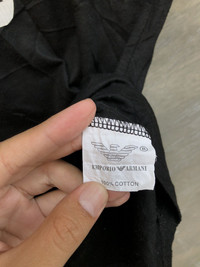 ®
EMPORIO ARMANI
100% COTTON